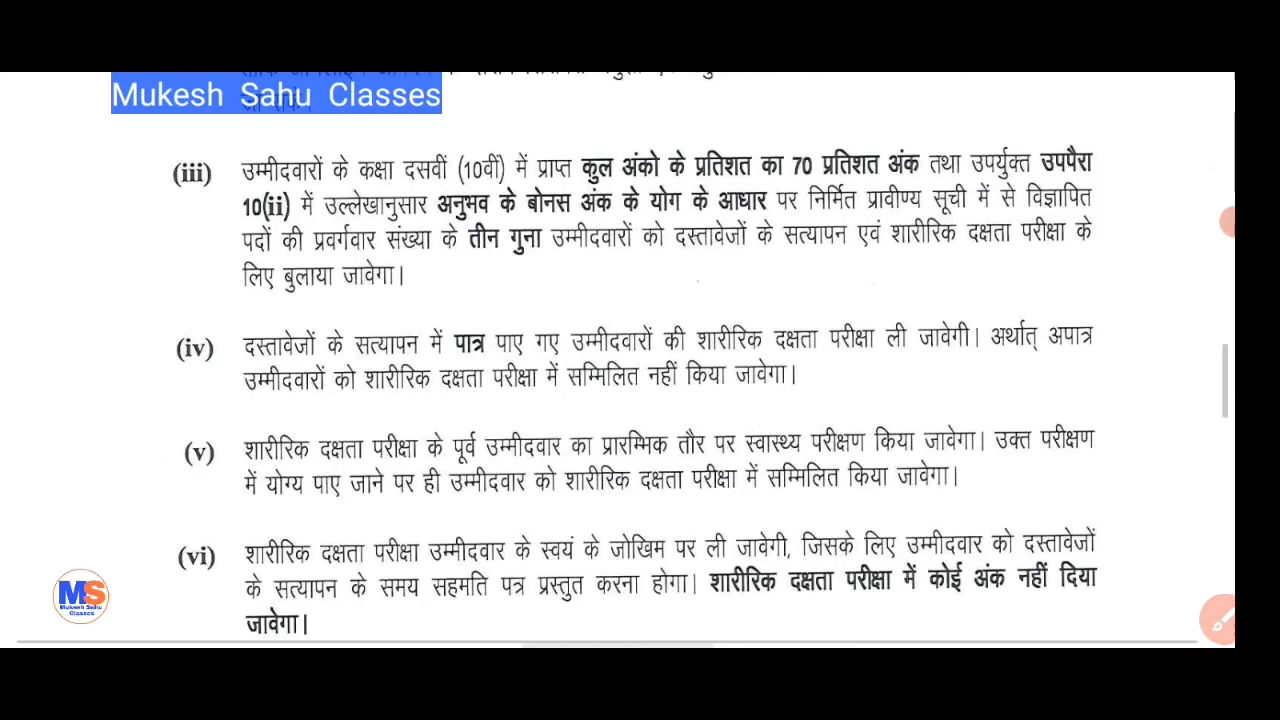 Mukesh Sahu Classes
(iii) उम्मीदवारों के कक्षा दसवीं (10वीं) में प्राप्त कुल अंको के प्रतिशत का 70 प्रतिशत अंक तथा उपर्युक्त उपपैरा
10(ii) में उल्लेखानुसार अनुभव के बोनस अंक के योग के आधार पर निर्मित प्रावीण्य सूची में से विज्ञापित
पदों की प्रवर्गवार संख्या के तीन गुना उम्मीदवारों को दस्तावेजों के सत्यापन एवं शारीरिक दक्षता परीक्षा के
लिए बुलाया जावेगा।
(iv) दस्तावेजों के सत्यापन में पात्र पाए गए उम्मीदवारों की शारीरिक दक्षता परीक्षा ली जावेगी। अर्थात् अपात्र
उम्मीदवारों को शारीरिक दक्षता परीक्षा में सम्मिलित नहीं किया जावेगा।
(v) शारीरिक दक्षता परीक्षा के पूर्व उम्मीदवार का प्रारम्भिक तौर पर स्वास्थ्य परीक्षण किया जावेगा। उक्त परीक्षण
में योग्य पाए जाने पर ही उम्मीदवार को शारीरिक दक्षता परीक्षा में सम्मिलित किया जावेगा।
(vi) शारीरिक दक्षता परीक्षा उम्मीदवार के स्वयं के जोखिम पर ली जावेगी, जिसके लिए उम्मीदवार को दस्तावेजों
के सत्यापन के समय सहमति पत्र प्रस्तुत करना होगा। शारीरिक दक्षता परीक्षा में कोई अंक नहीं दिया
जावेगा।
MS
Mukesh Sahu
Classes